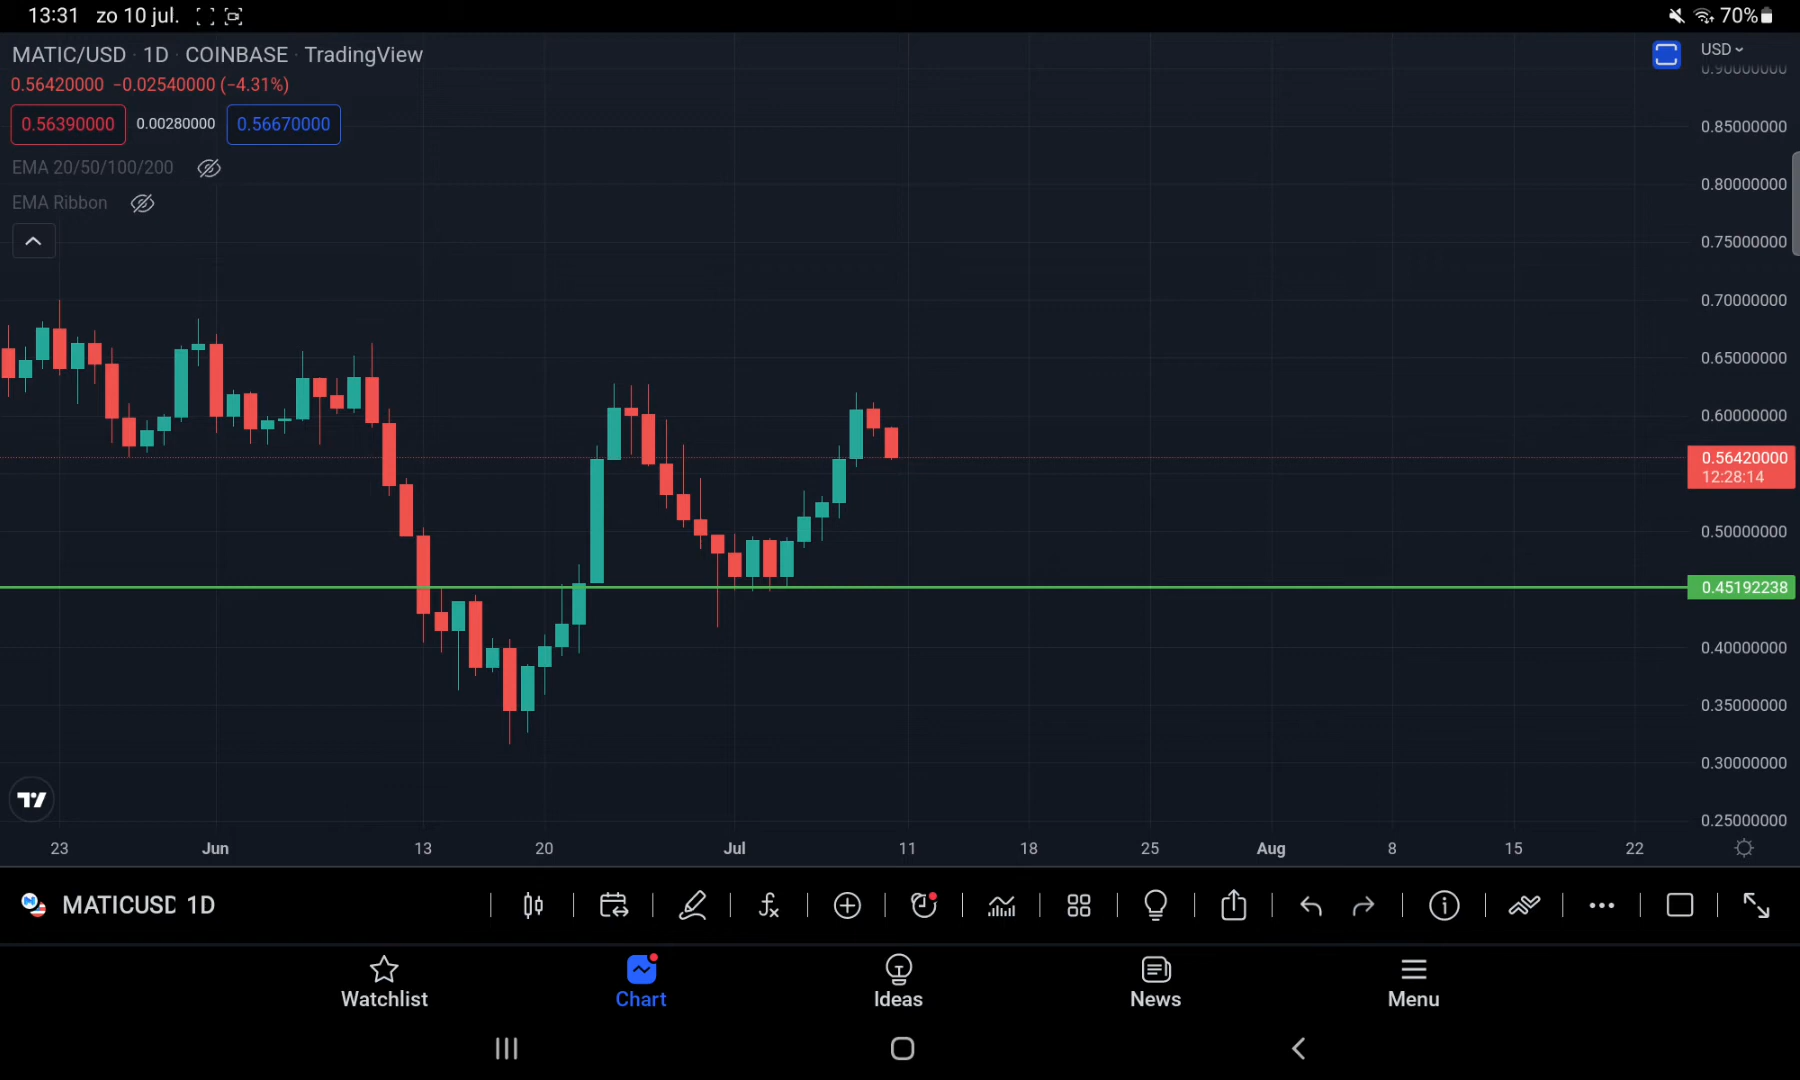 13:31 zo 10 jul. 70%
MATIC/USD · 1D · COINBASE · TradingView
USD
0.90000000
0.56420000 −0.02540000 (−4.31%)
0.56390000 0.00280000 0.56670000
0.85000000
EMA 20/50/100/200
0.80000000
EMA Ribbon
0.75000000
0.70000000
0.65000000
0.60000000
0.56420000
12:28:14
0.50000000
0.45192238
0.40000000
0.35000000
0.30000000
0.25000000
23 Jun 13 20 Jul 11 18 25 Aug 8 15 22
MATICUSD 1D
Watchlist Chart Ideas News Menu